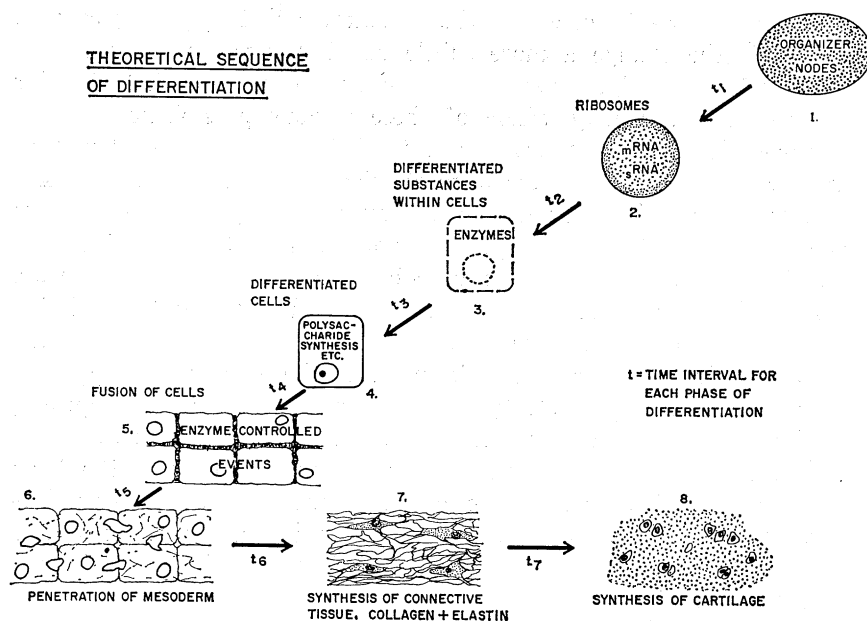 THEORETICAL SEQUENCE
OF DIFFERENTIATION
ORGANIZER
NODES
1.
t1
RIBOSOMES
mRNA
sRNA
2.
t2
DIFFERENTIATED
SUBSTANCES
WITHIN CELLS
ENZYMES
3.
t3
DIFFERENTIATED
CELLS
POLYSAC-
CHARIDE
SYNTHESIS
ETC.
4.
t4
FUSION OF CELLS
5.
ENZYME CONTROLLED
EVENTS
t = TIME INTERVAL FOR
EACH PHASE OF
DIFFERENTIATION
t5
6.
PENETRATION OF MESODERM
t6
7.
SYNTHESIS OF CONNECTIVE
TISSUE, COLLAGEN + ELASTIN
t7
8.
SYNTHESIS OF CARTILAGE